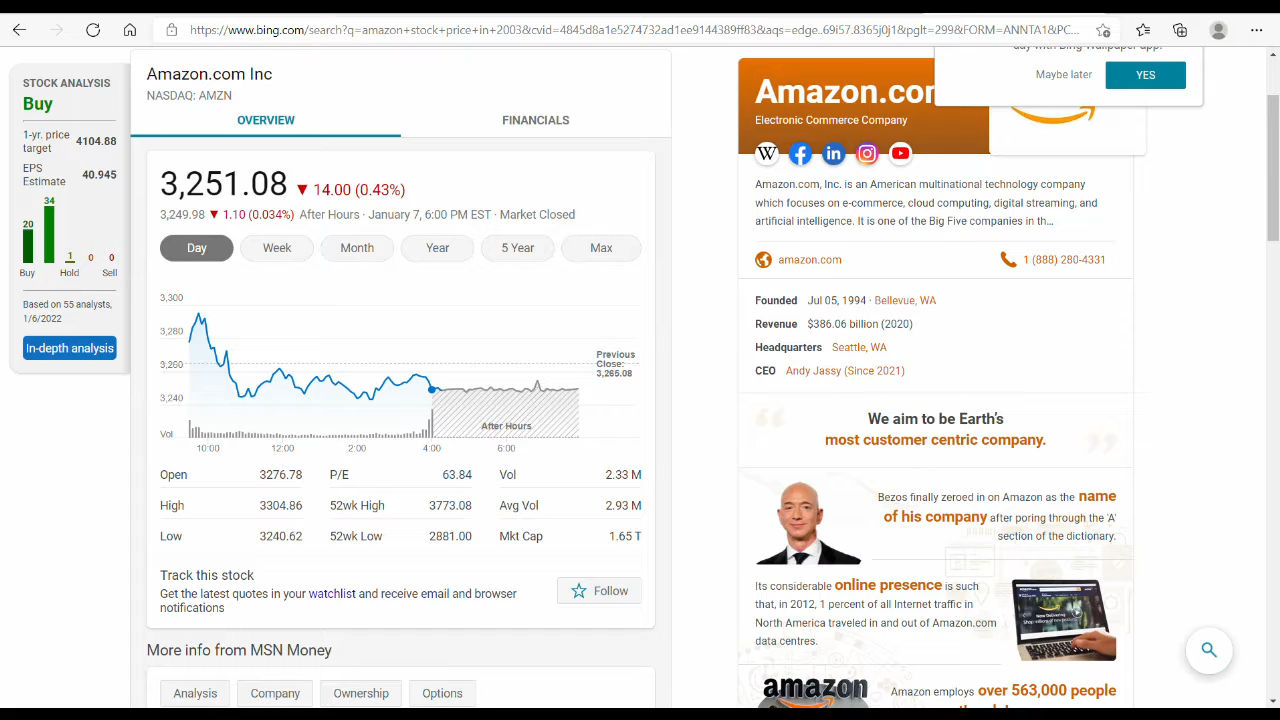 https://www.bing.com/search?q=amazon+stock+price+in+2003&cvid=4845d8a1e5274732ad1ee9144389ff83&aqs=edge..69i57.8365j0j1&pglt=299&FORM=ANNTA1&PC...
day with Bing Wallpaper app.
Maybe later
YES
STOCK ANALYSIS
Buy
1-yr. price target 4104.88
EPS Estimate 40.945
34
20
1 0 0
Buy Hold Sell
Based on 55 analysts,
1/6/2022
In-depth analysis
Amazon.com Inc
NASDAQ: AMZN
OVERVIEW FINANCIALS
3,251.08 ▼ 14.00 (0.43%)
3,249.98 ▼ 1.10 (0.034%) After Hours · January 7, 6:00 PM EST · Market Closed
Day Week Month Year 5 Year Max
3,300
3,280
3,260
3,240
Vol
Previous
Close:
3,265.08
After Hours
10:00 12:00 2:00 4:00 6:00
Open 3276.78 P/E 63.84 Vol 2.33 M
High 3304.86 52wk High 3773.08 Avg Vol 2.93 M
Low 3240.62 52wk Low 2881.00 Mkt Cap 1.65 T
Track this stock
Get the latest quotes in your watchlist and receive email and browser
notifications
Follow
More info from MSN Money
Analysis Company Ownership Options
Amazon.co
Electronic Commerce Company
W
Amazon.com, Inc. is an American multinational technology company
which focuses on e-commerce, cloud computing, digital streaming, and
artificial intelligence. It is one of the Big Five companies in th...
amazon.com 1 (888) 280-4331
Founded Jul 05, 1994 · Bellevue, WA
Revenue $386.06 billion (2020)
Headquarters Seattle, WA
CEO Andy Jassy (Since 2021)
We aim to be Earth's
most customer centric company.
Bezos finally zeroed in on Amazon as the name
of his company after poring through the 'A'
section of the dictionary.
Its considerable online presence is such
that, in 2012, 1 percent of all Internet traffic in
North America traveled in and out of Amazon.com
data centres.
amazon
Amazon employs over 563,000 people